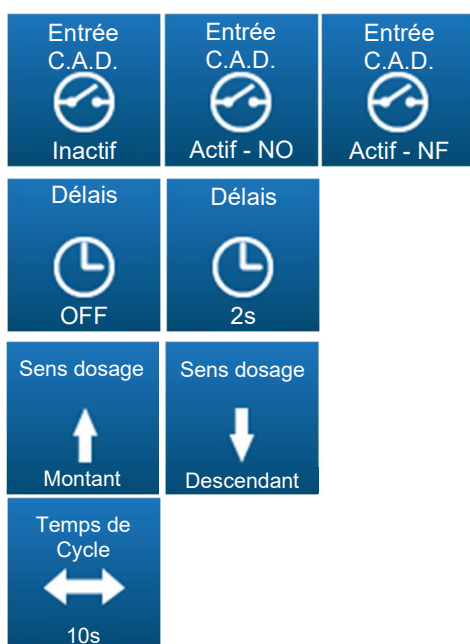 Entrée
C.A.D.
Inactif
Entrée
C.A.D.
Actif - NO
Entrée
C.A.D.
Actif - NF
Délais
OFF
Délais
2s
Sens dosage
Montant
Sens dosage
Descendant
Temps de
Cycle
10s